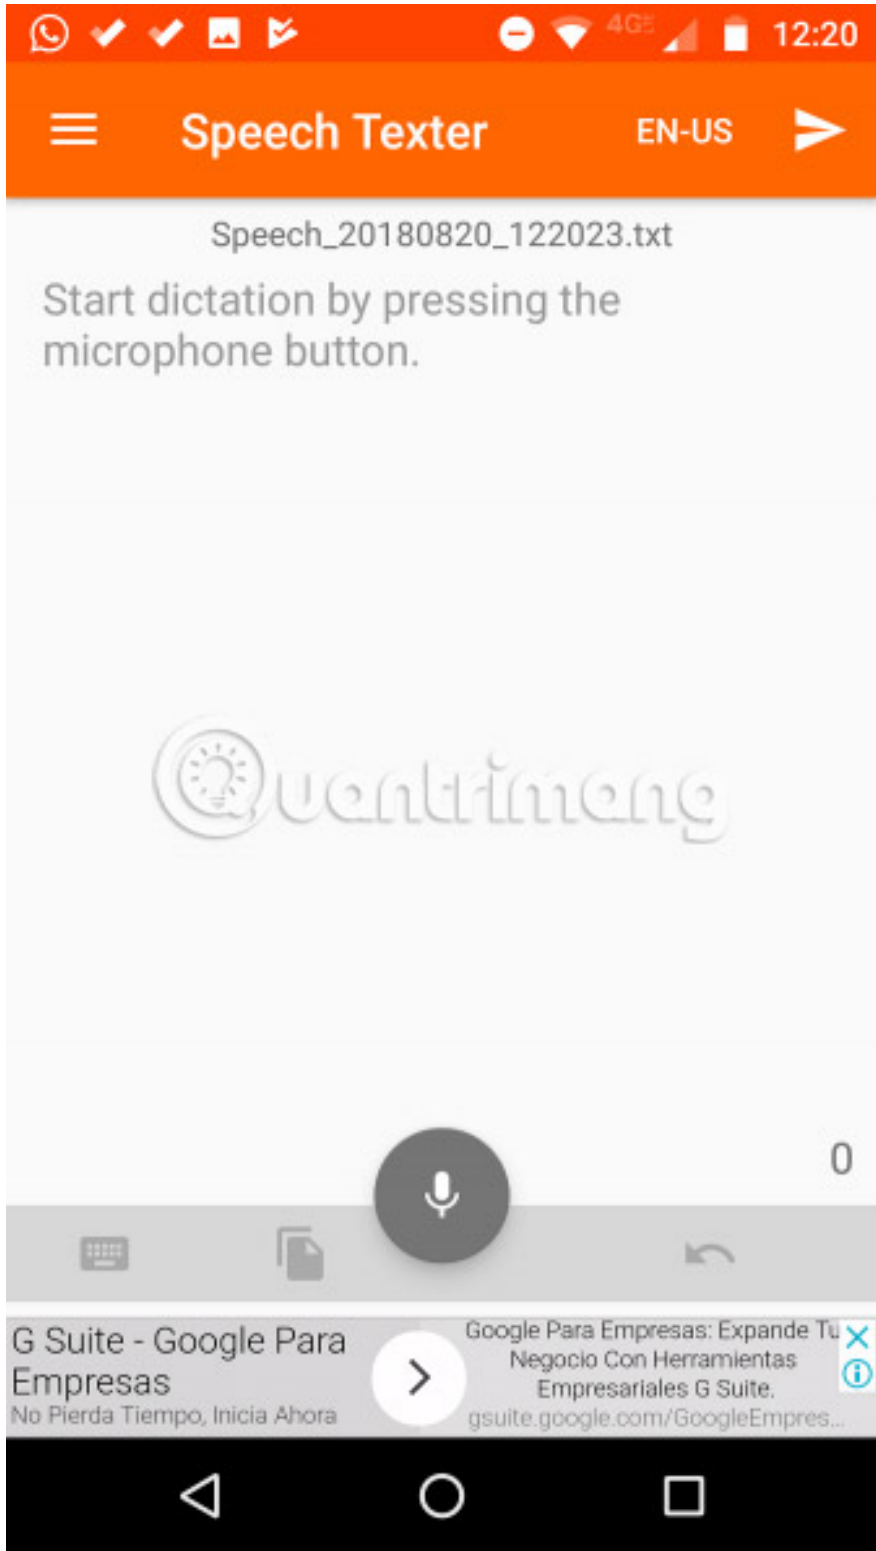 12:20
Speech Texter
EN-US
Speech_20180820_122023.txt
Start dictation by pressing the
microphone button.
Quantrimang
0
G Suite - Google Para
Empresas
No Pierda Tiempo, Inicia Ahora
Google Para Empresas: Expande Tu
Negocio Con Herramientas
Empresariales G Suite.
gsuite.google.com/GoogleEmpres...